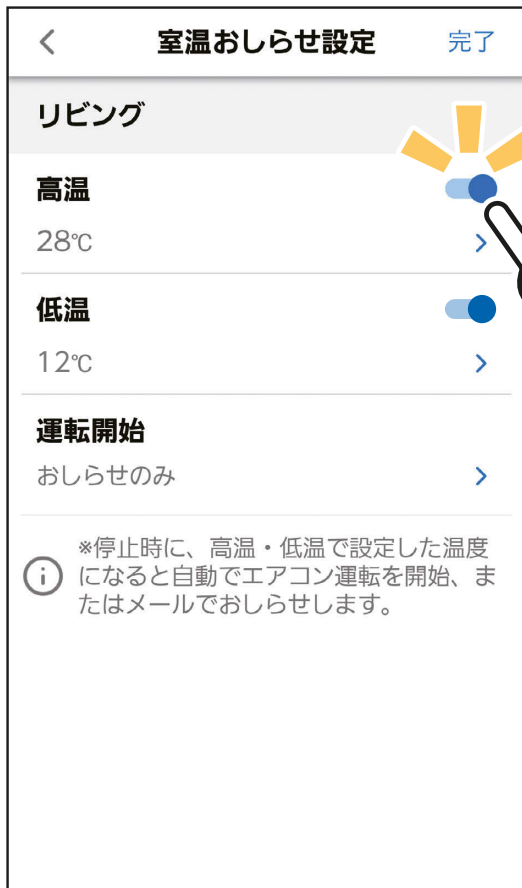 室温おしらせ設定 完了
リビング
高温
28℃
低温
12℃
運転開始
おしらせのみ
※停止時に、高温・低温で設定した温度
になると自動でエアコン運転を開始、ま
たはメールでおしらせします。